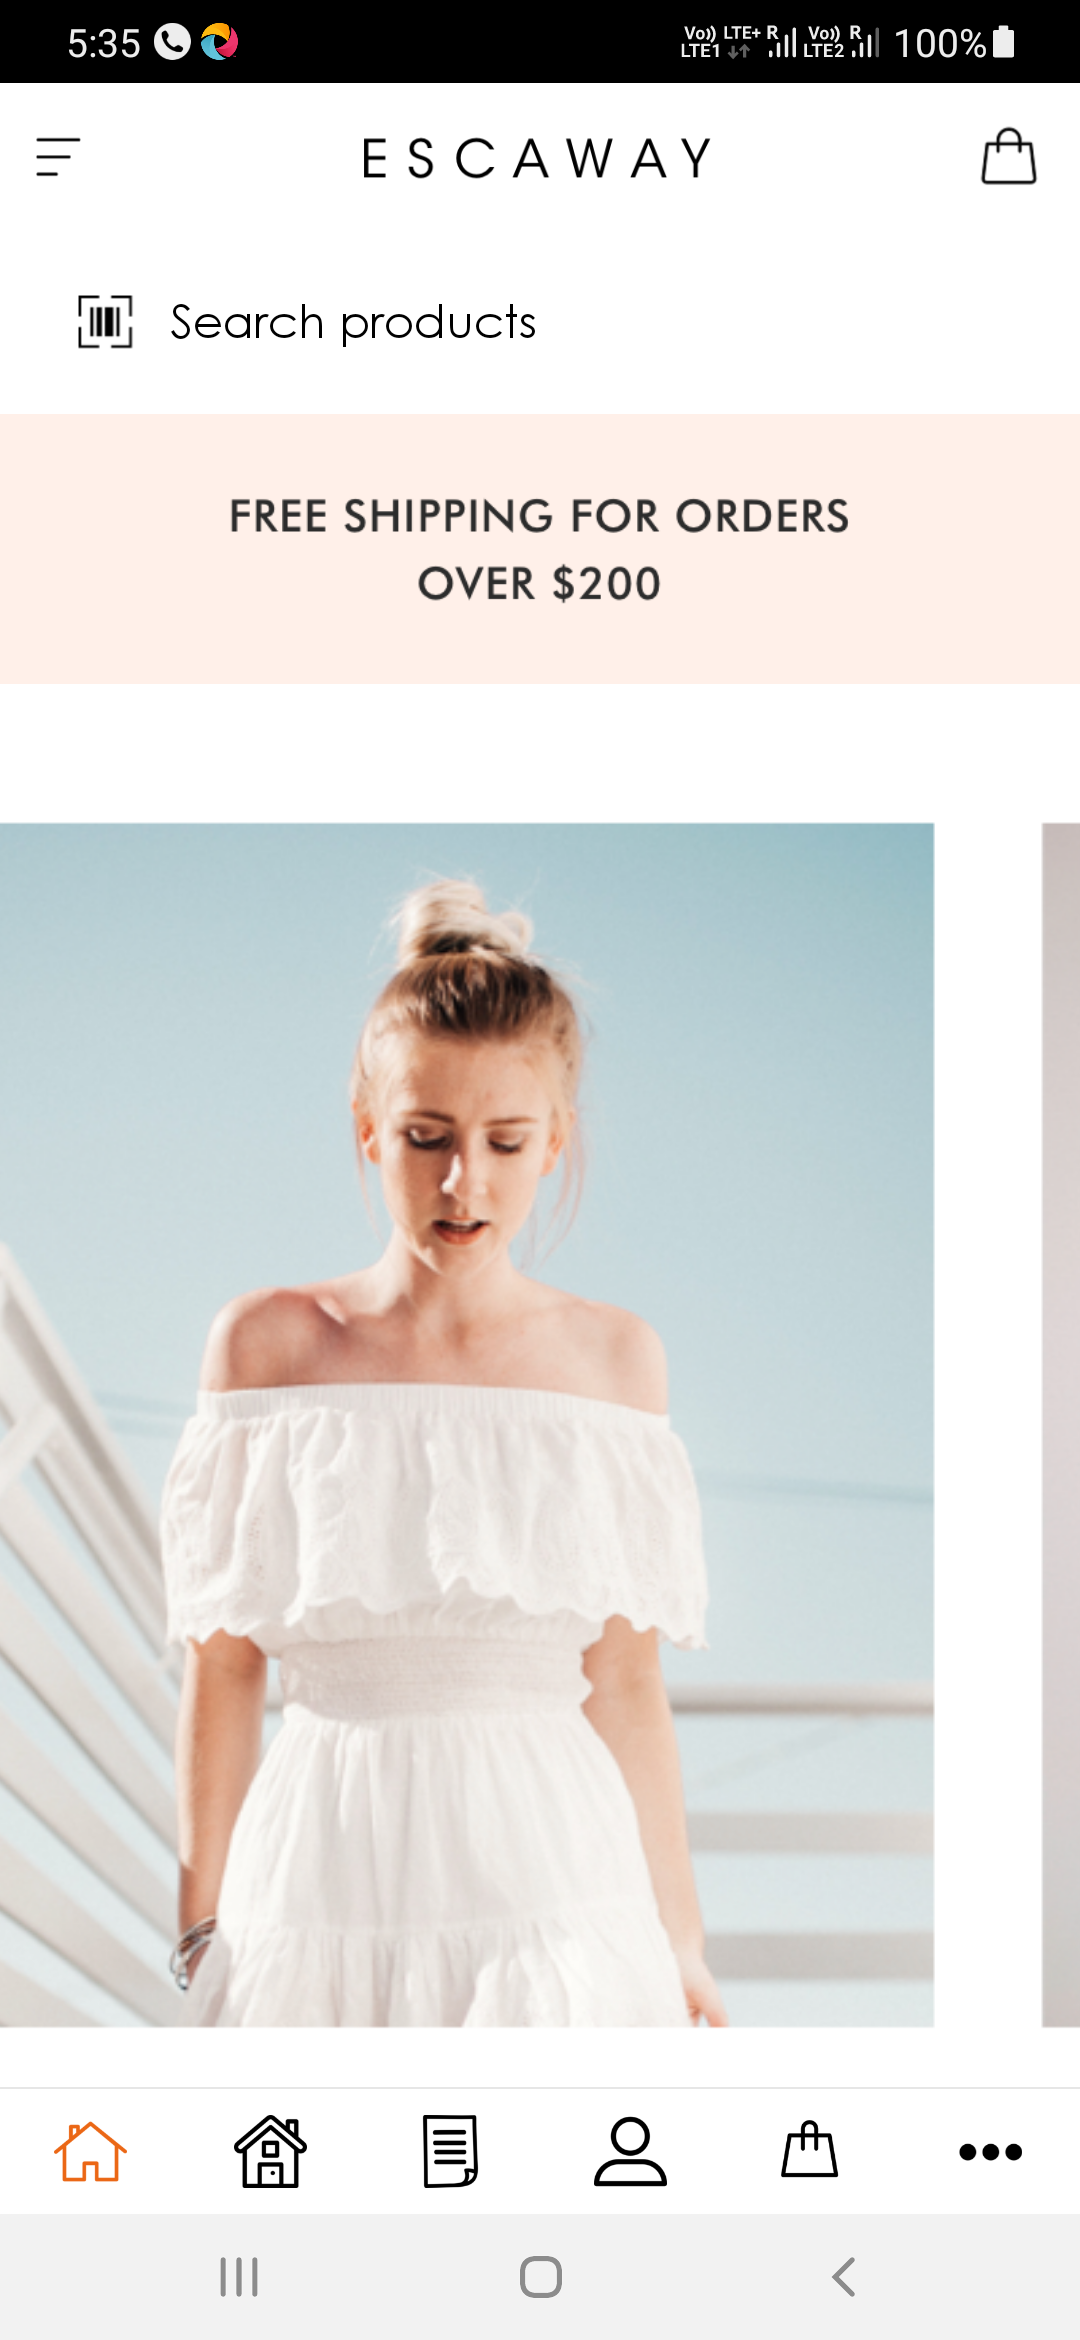 5:35
Vo)) LTE+ R Vo)) R
LTE1 LTE2 100%
ESCAWAY
Search products
FREE SHIPPING FOR ORDERS
OVER $200